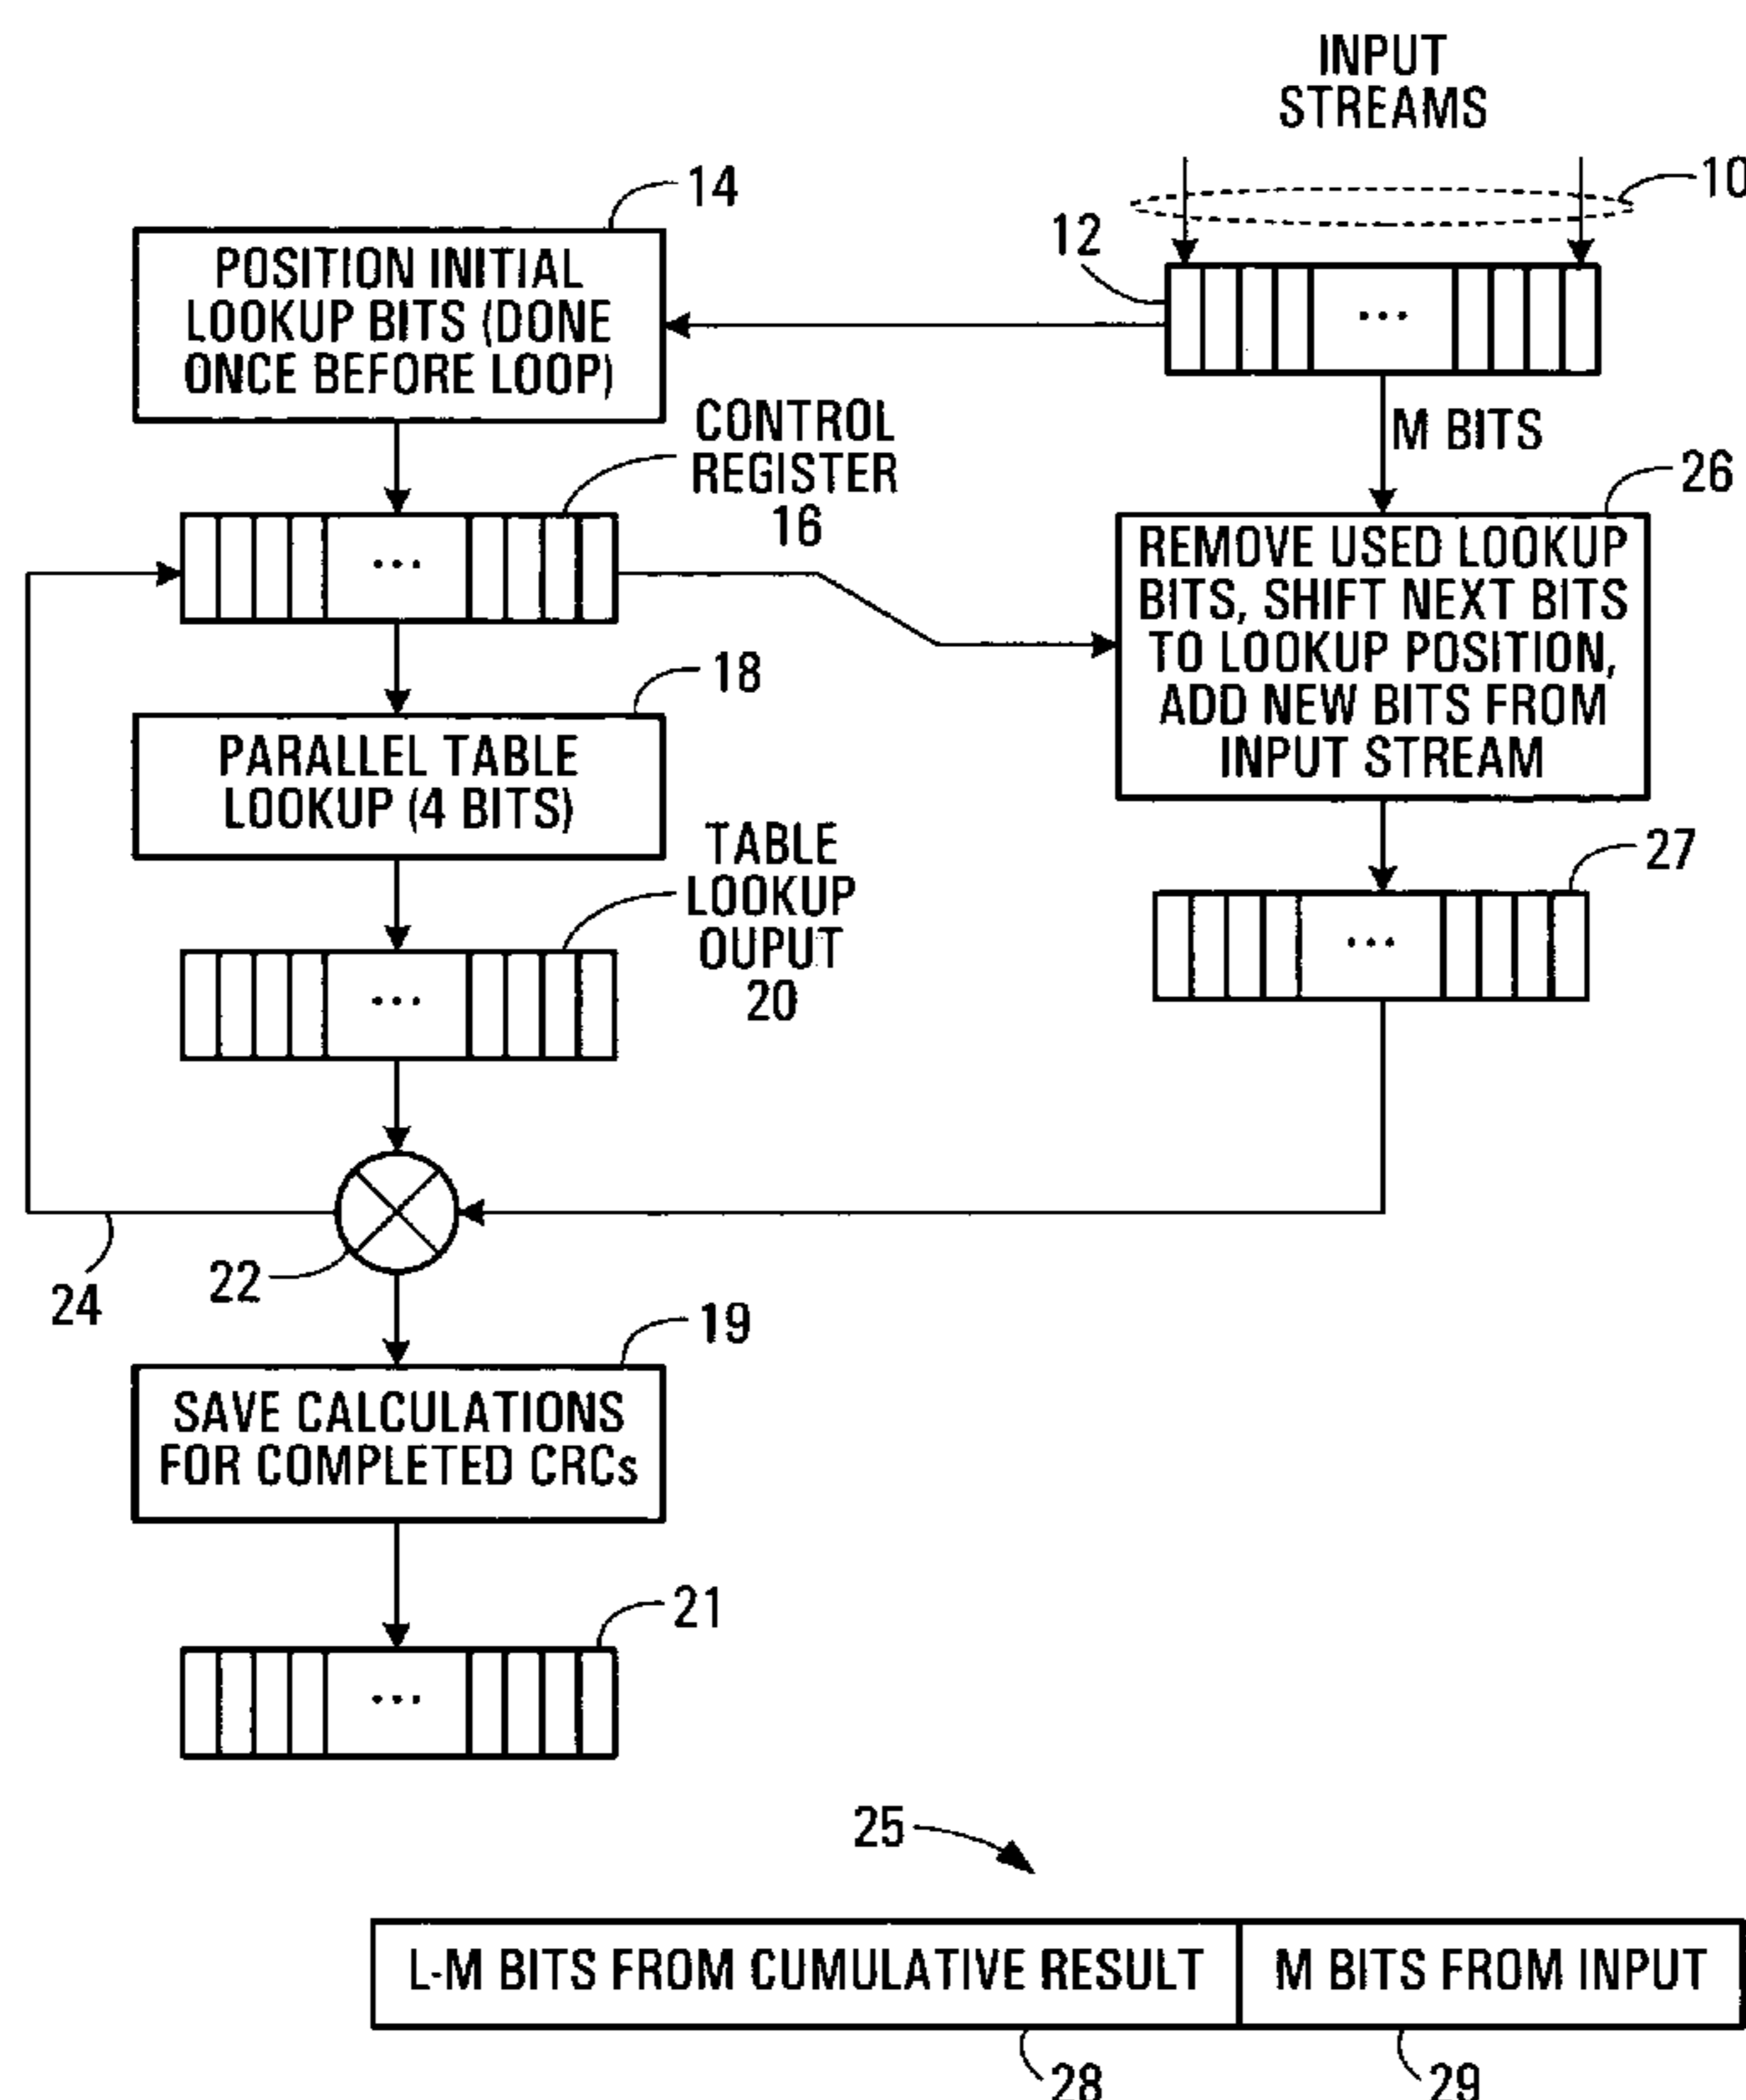 INPUT
STREAMS
10
12
14
POSITION INITIAL
LOOKUP BITS (DONE
ONCE BEFORE LOOP)
M BITS
CONTROL
REGISTER
16
26
REMOVE USED LOOKUP
BITS, SHIFT NEXT BITS
TO LOOKUP POSITION,
ADD NEW BITS FROM
INPUT STREAM
18
PARALLEL TABLE
LOOKUP (4 BITS)
TABLE
LOOKUP
OUPUT
20
27
...
...
...
...
...
22
24
19
SAVE CALCULATIONS
FOR COMPLETED CRCs
21
25
L-M BITS FROM CUMULATIVE RESULT
M BITS FROM INPUT
28
29